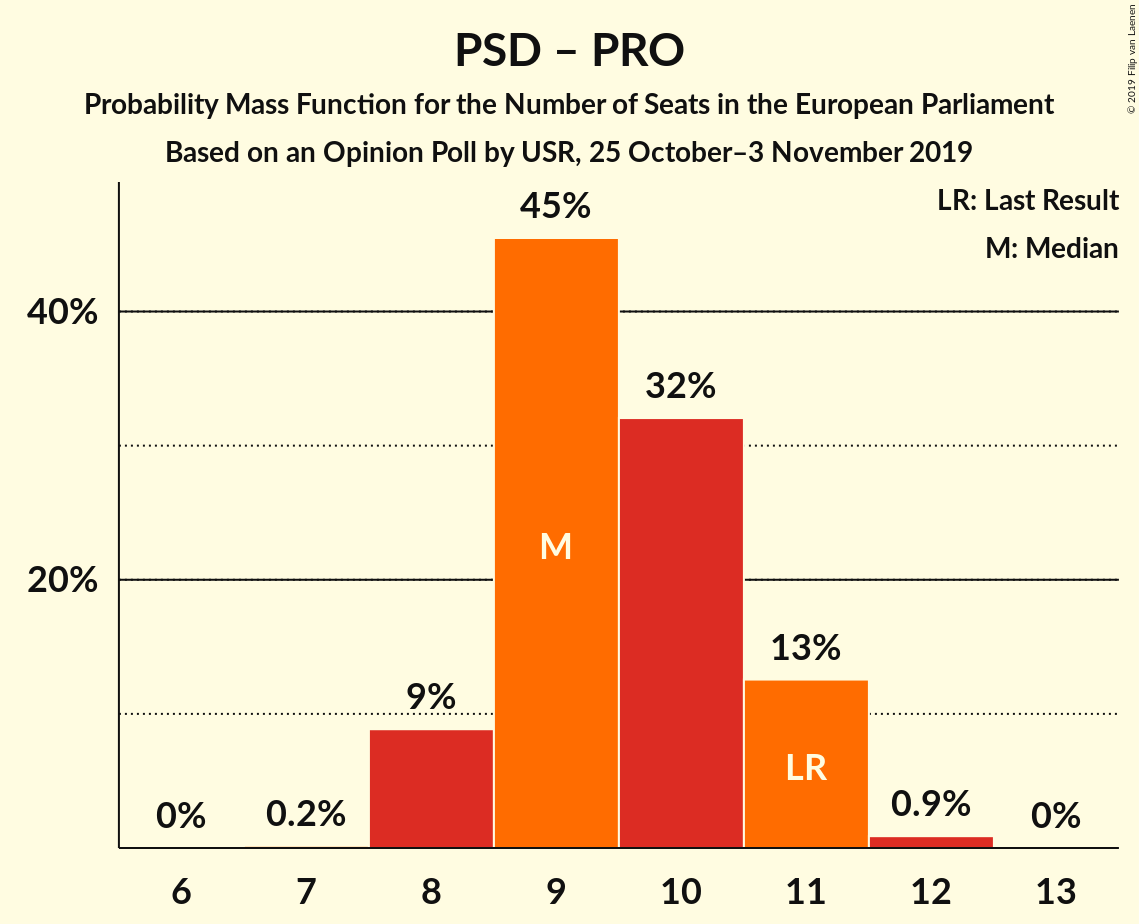 PSD – PRO
Probability Mass Function for the Number of Seats in the European Parliament
Based on an Opinion Poll by USR, 25 October–3 November 2019
© 2019 Filip van Laenen
LR: Last Result
M: Median
45%
40%
32%
M
20%
13%
9%
LR
0%
0.2%
0.9%
0%
6
7
8
9
10
11
12
13